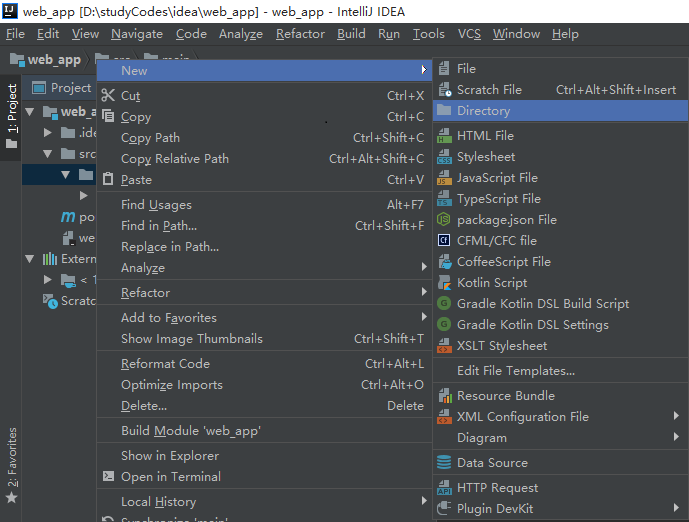 web_app [D:\studyCodes\idea\web_app] - web_app - IntelliJ IDEA
File Edit View Navigate Code Analyze Refactor Build Run Tools VCS Window Help
web_app src main
1: Project
Project
web_a
.ide
src
po
we
Extern
< 1
Scratc
2: Favorites
New
Cut Ctrl+X
Copy Ctrl+C
Copy Path Ctrl+Shift+C
Copy Relative Path Ctrl+Alt+Shift+C
Paste Ctrl+V
Find Usages Alt+F7
Find in Path... Ctrl+Shift+F
Replace in Path...
Analyze
Refactor
Add to Favorites
Show Image Thumbnails Ctrl+Shift+T
Reformat Code Ctrl+Alt+L
Optimize Imports Ctrl+Alt+O
Delete... Delete
Build Module 'web_app'
Show in Explorer
Open in Terminal
Local History
Synchronize 'main'
File
Scratch File Ctrl+Alt+Shift+Insert
Directory
HTML File
Stylesheet
JavaScript File
TypeScript File
package.json File
CFML/CFC file
CoffeeScript File
Kotlin Script
Gradle Kotlin DSL Build Script
Gradle Kotlin DSL Settings
XSLT Stylesheet
Edit File Templates...
Resource Bundle
XML Configuration File
Diagram
Data Source
HTTP Request
Plugin DevKit